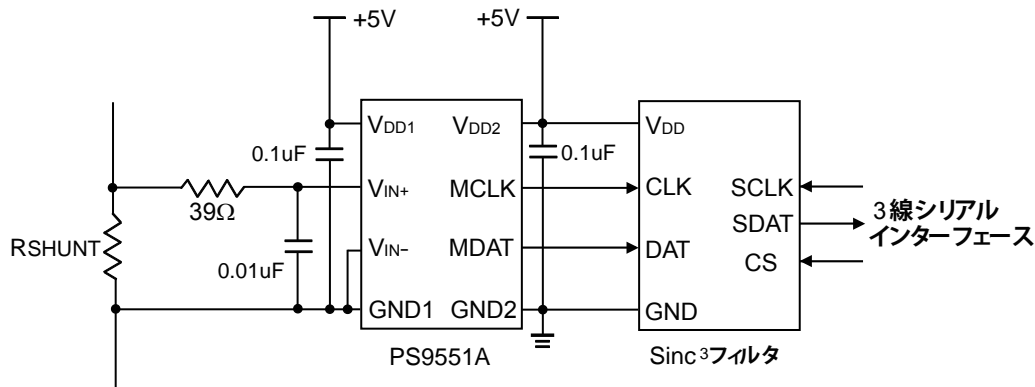 +5V
+5V
VDD1
VDD2
VDD
0.1uF
0.1uF
VIN+
MCLK
CLK
SCLK
39Ω
SDAT
3線シリアル
インターフェース
RSHUNT
0.01uF
VIN−
MDAT
DAT
CS
GND1
GND2
GND
PS9551A
Sinc³フィルタ